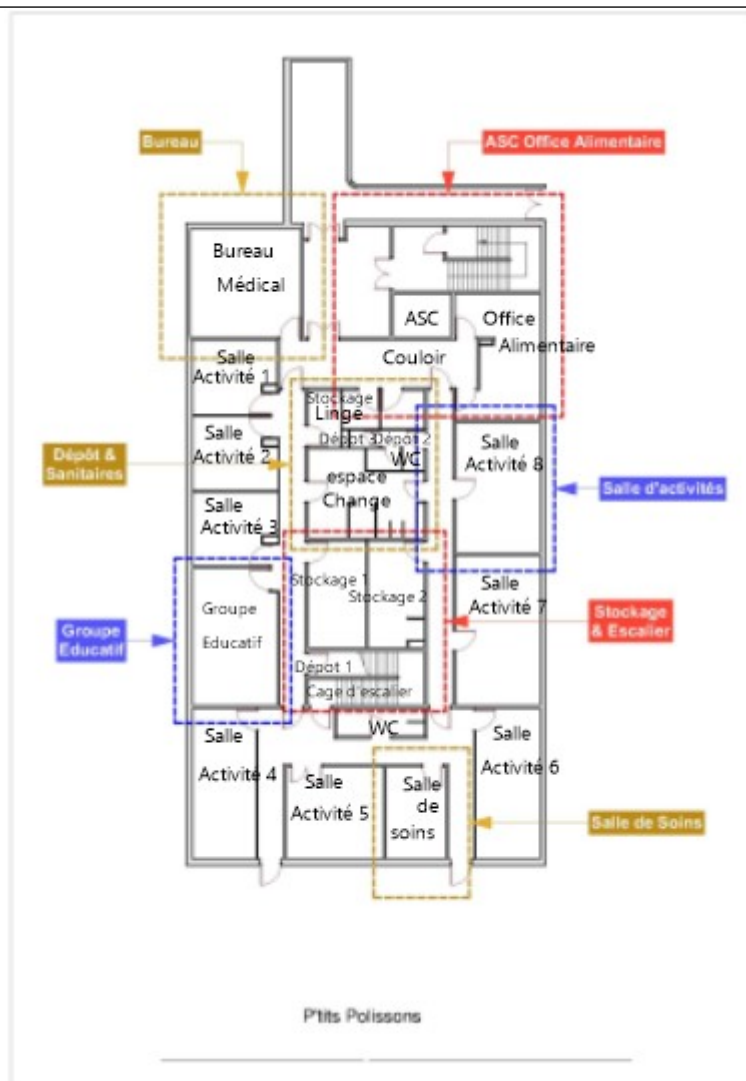 Bureau
ASC Office Alimentaire
Bureau
Médical
ASC
Office
Alimentaire
Couloir
Salle
Activité 1
Stockage
Linge
Dépôt 3
Dépôt 2
WC
Salle
Activité 2
Salle
Activité 8
Dépôt &
Sanitaires
espace
Change
Salle d'activités
Salle
Activité 3
Stockage 1
Stockage 2
Salle
Activité 7
Groupe
Educatif
Groupe
Educatif
Stockage
& Escalier
Dépot 1
Cage d'escalier
WC
Salle
Activité 4
Salle
Activité 5
Salle
de
soins
Salle
Activité 6
Salle de Soins
P'tits Polissons